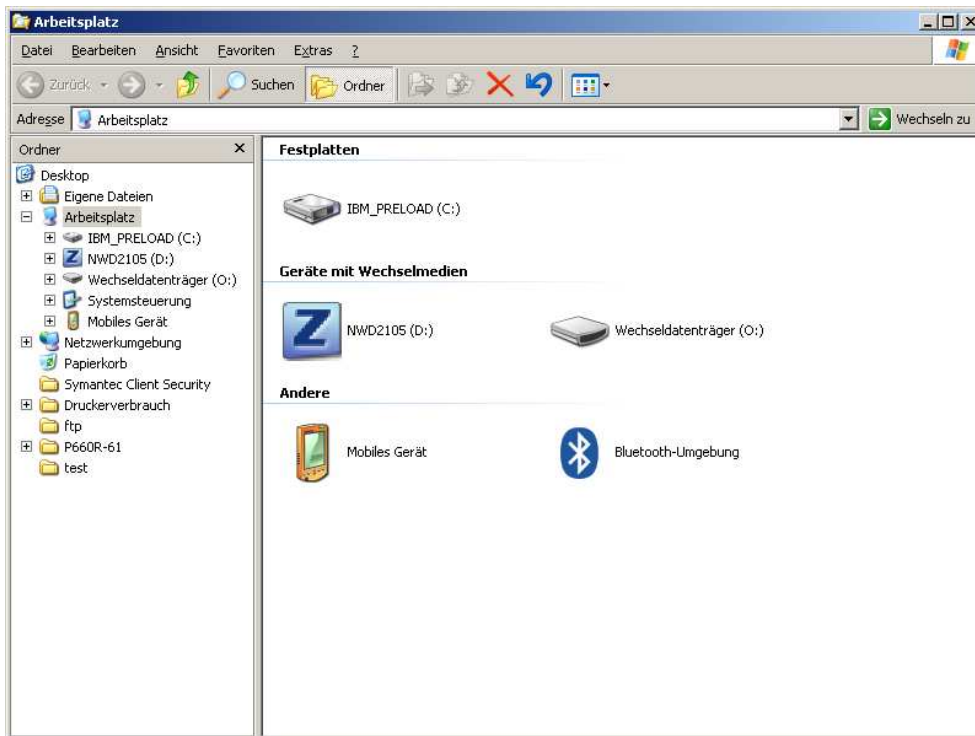 Arbeitsplatz
Datei Bearbeiten Ansicht Favoriten Extras ?
Zurück Suchen Ordner
Adresse Arbeitsplatz Wechseln zu
Ordner
Desktop
Eigene Dateien
Arbeitsplatz
IBM_PRELOAD (C:)
NWD2105 (D:)
Wechseldatenträger (O:)
Systemsteuerung
Mobiles Gerät
Netzwerkumgebung
Papierkorb
Symantec Client Security
Druckerverbrauch
ftp
P660R-61
test
Festplatten
IBM_PRELOAD (C:)
Geräte mit Wechselmedien
Z NWD2105 (D:) Wechseldatenträger (O:)
Andere
Mobiles Gerät Bluetooth-Umgebung